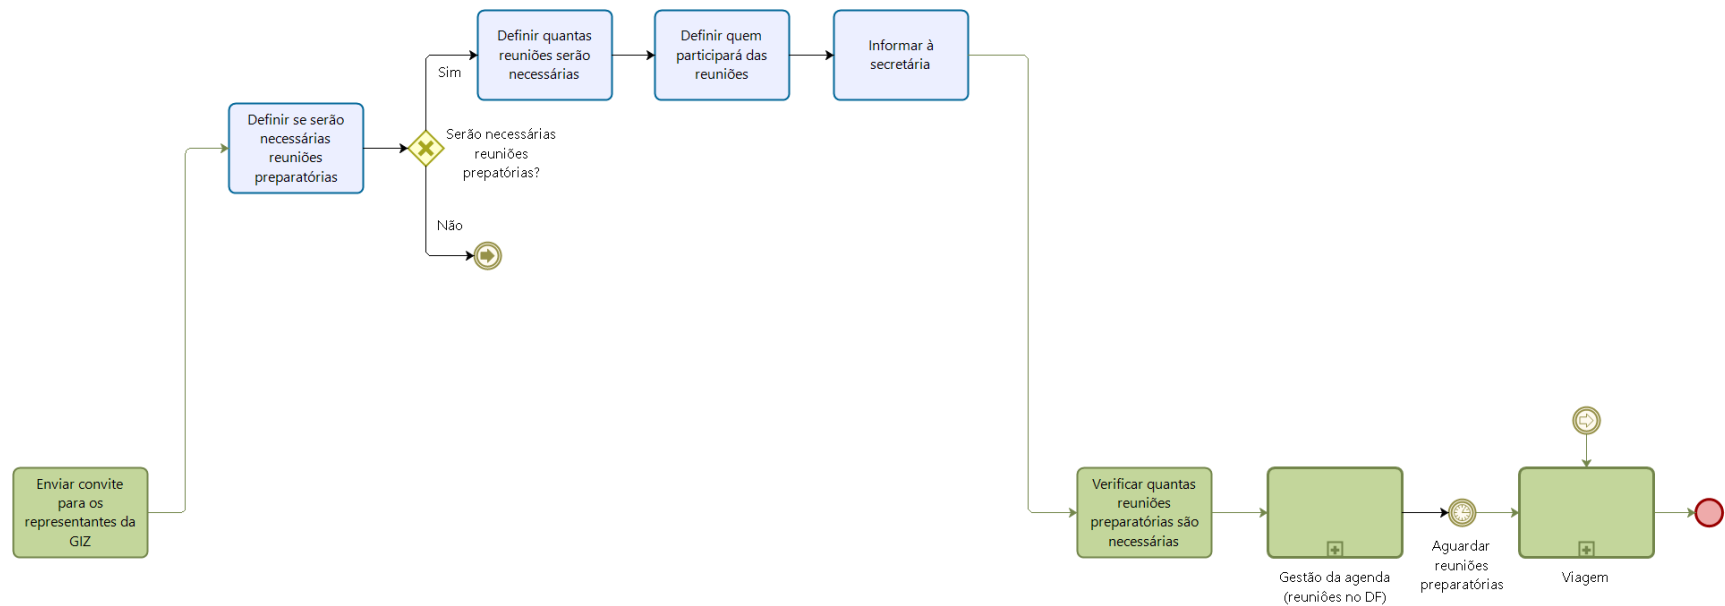 Definir quantas
reuniões serão
necessárias
Definir quem
participará das
reuniões
Informar à
secretária
Sim
Definir se serão
necessárias
reuniões
preparatórias
Serão necessárias
reuniões
prepatórias?
Não
Enviar convite
para os
representantes da
GIZ
Verificar quantas
reuniões
preparatórias são
necessárias
Gestão da agenda
(reuniões no DF)
Aguardar
reuniões
preparatórias
Viagem